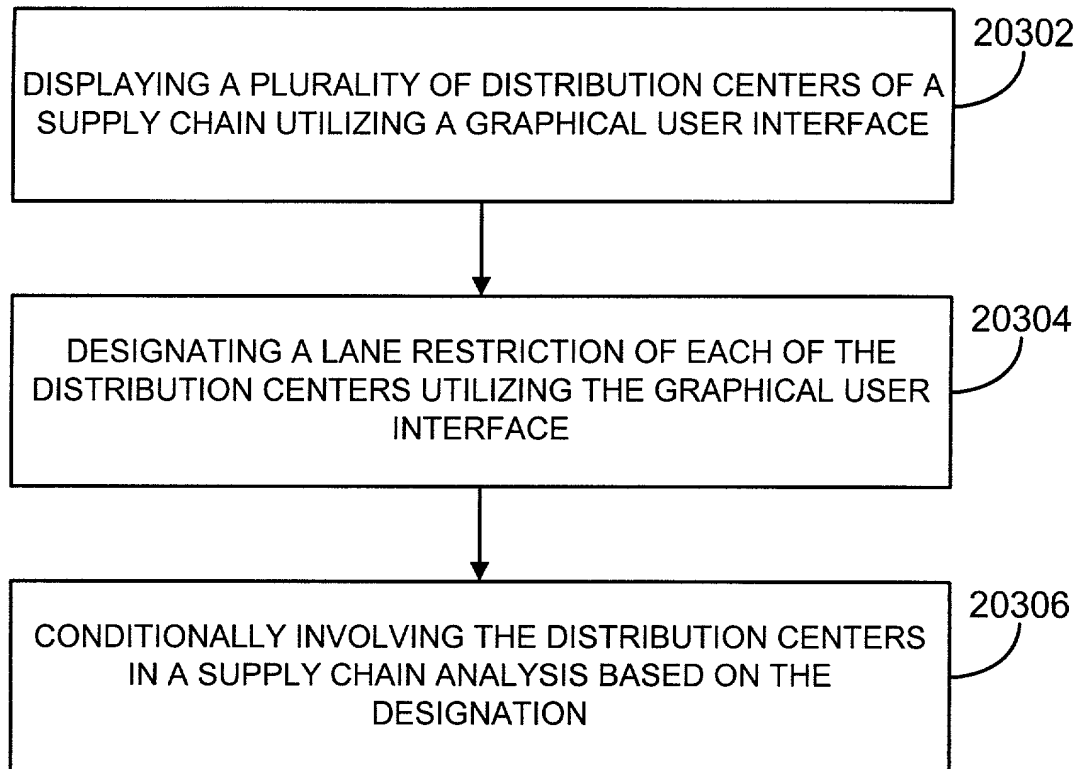 20302
DISPLAYING A PLURALITY OF DISTRIBUTION CENTERS OF A
SUPPLY CHAIN UTILIZING A GRAPHICAL USER INTERFACE
20304
DESIGNATING A LANE RESTRICTION OF EACH OF THE
DISTRIBUTION CENTERS UTILIZING THE GRAPHICAL USER
INTERFACE
20306
CONDITIONALLY INVOLVING THE DISTRIBUTION CENTERS
IN A SUPPLY CHAIN ANALYSIS BASED ON THE
DESIGNATION